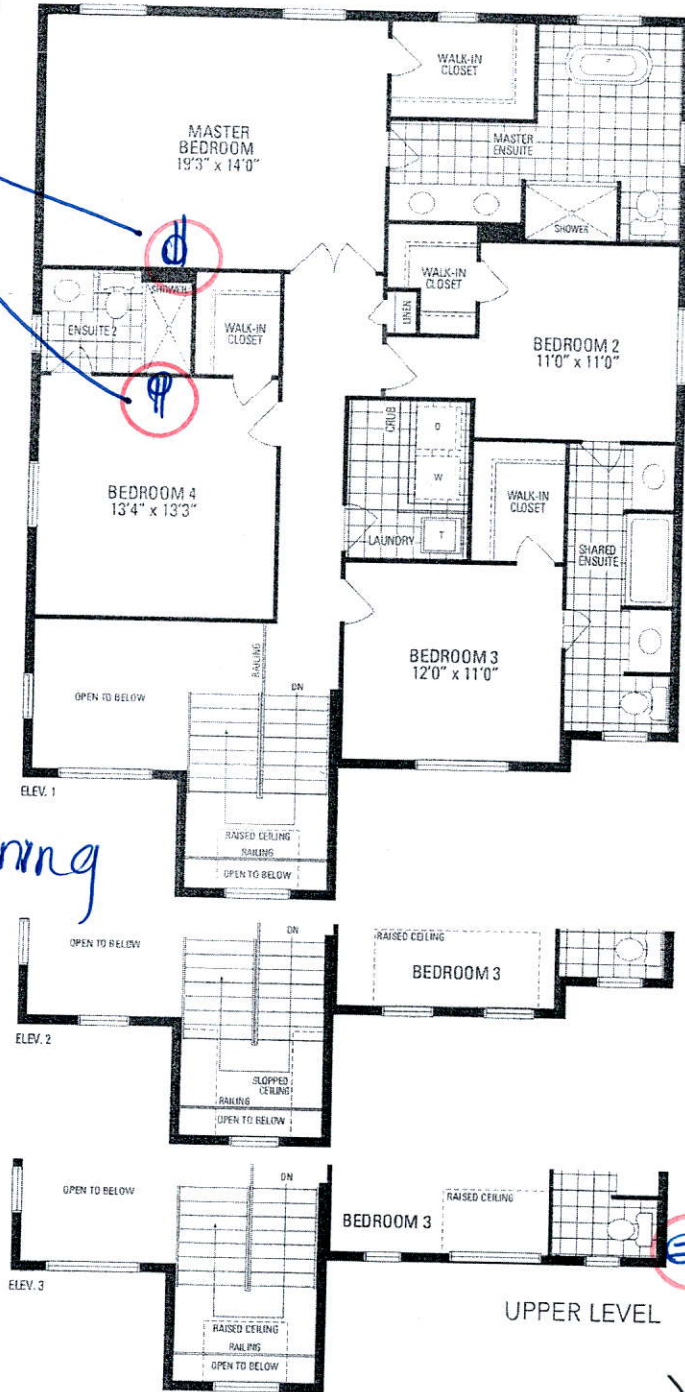 WALK-IN
CLOSET
MASTER
BEDROOM
19'3" x 14'0"
MASTER
ENSUITE
SHOWER
WALK-IN
CLOSET
LINEN
SHOWER
ENSUITE 2
WALK-IN
CLOSET
BEDROOM 2
11'0" x 11'0"
BEDROOM 4
13'4" x 13'3"
D
W
WALK-IN
CLOSET
LAUNDRY
T
SHARED
ENSUITE
BEDROOM 3
12'0" x 11'0"
RAILING
DN
OPEN TO BELOW
ELEV. 1
RAISED CEILING
RAILING
OPEN TO BELOW
OPEN TO BELOW
DN
RAISED CEILING
BEDROOM 3
ELEV. 2
SLOPPED
CEILING
RAILING
OPEN TO BELOW
OPEN TO BELOW
DN
RAISED CEILING
BEDROOM 3
ELEV. 3
UPPER LEVEL
RAISED CEILING
RAILING
OPEN TO BELOW